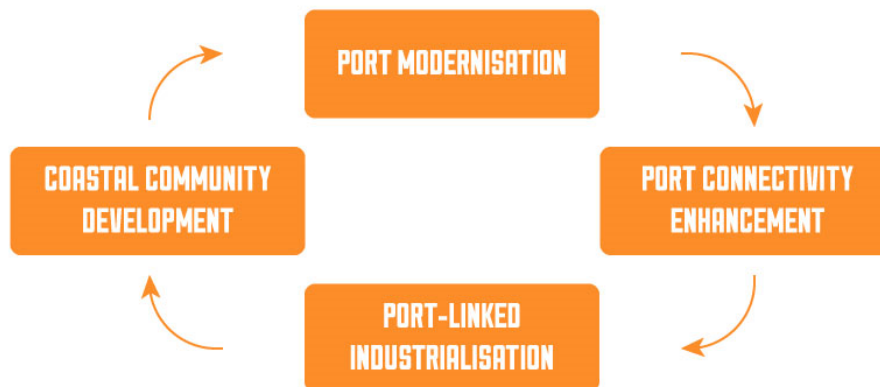 PORT MODERNISATION
COASTAL COMMUNITY
DEVELOPMENT
PORT CONNECTIVITY
ENHANCEMENT
PORT-LINKED
INDUSTRIALISATION